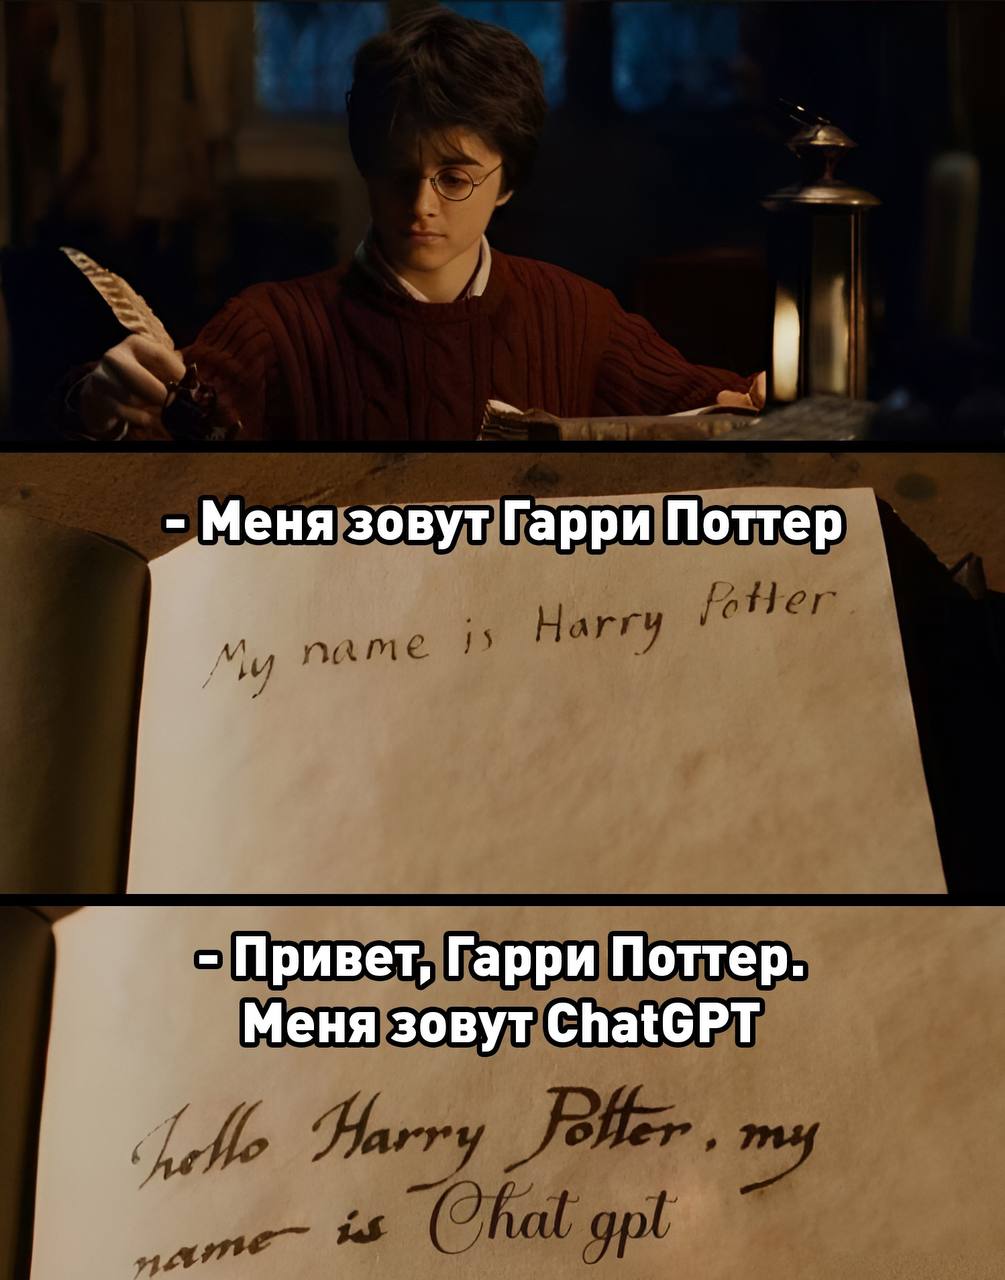 - Меня зовут Гарри Поттер
My name is Harry Potter
- Привет, Гарри Поттер.
Меня зовут ChatGPT
hello Harry Potter. my
name is Chat gpt